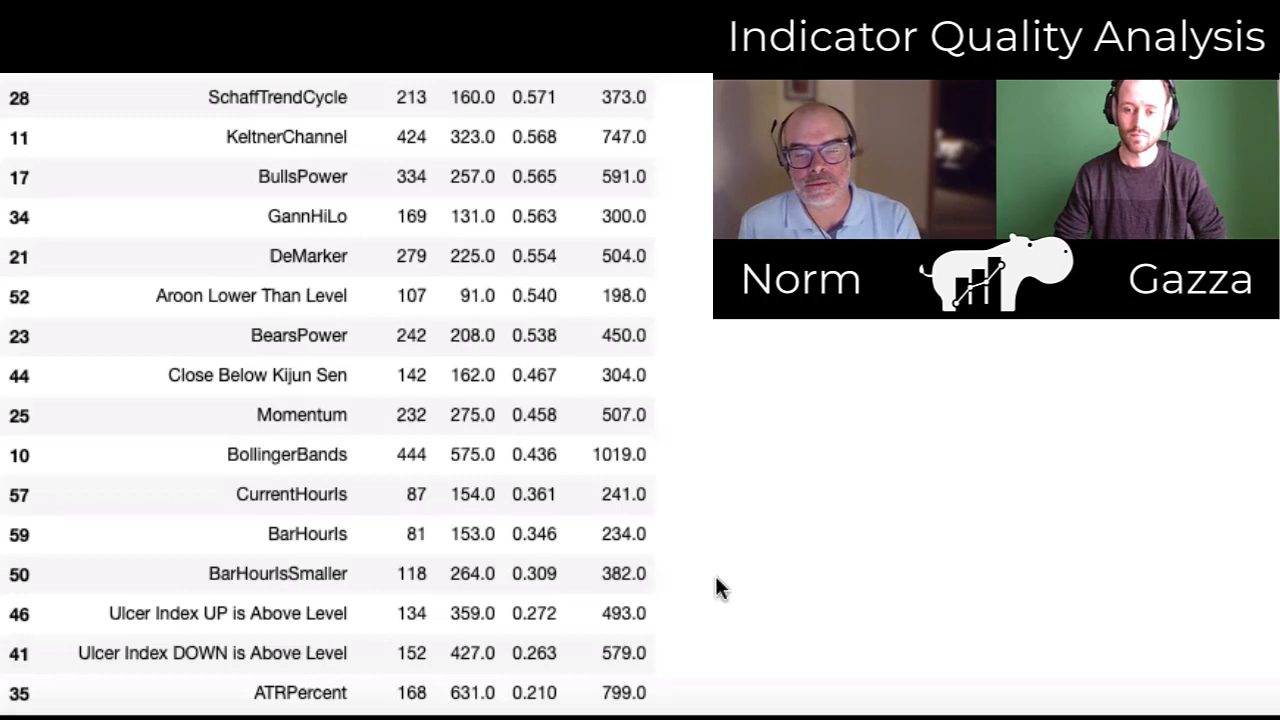 Indicator Quality Analysis
28 SchaffTrendCycle 213 160.0 0.571 373.0
11 KeltnerChannel 424 323.0 0.568 747.0
17 BullsPower 334 257.0 0.565 591.0
34 GannHiLo 169 131.0 0.563 300.0
21 DeMarker 279 225.0 0.554 504.0
52 Aroon Lower Than Level 107 91.0 0.540 198.0
23 BearsPower 242 208.0 0.538 450.0
44 Close Below Kijun Sen 142 162.0 0.467 304.0
25 Momentum 232 275.0 0.458 507.0
10 BollingerBands 444 575.0 0.436 1019.0
57 CurrentHourIs 87 154.0 0.361 241.0
59 BarHourIs 81 153.0 0.346 234.0
50 BarHourIsSmaller 118 264.0 0.309 382.0
46 Ulcer Index UP is Above Level 134 359.0 0.272 493.0
41 Ulcer Index DOWN is Above Level 152 427.0 0.263 579.0
35 ATRPercent 168 631.0 0.210 799.0
Norm
Gazza